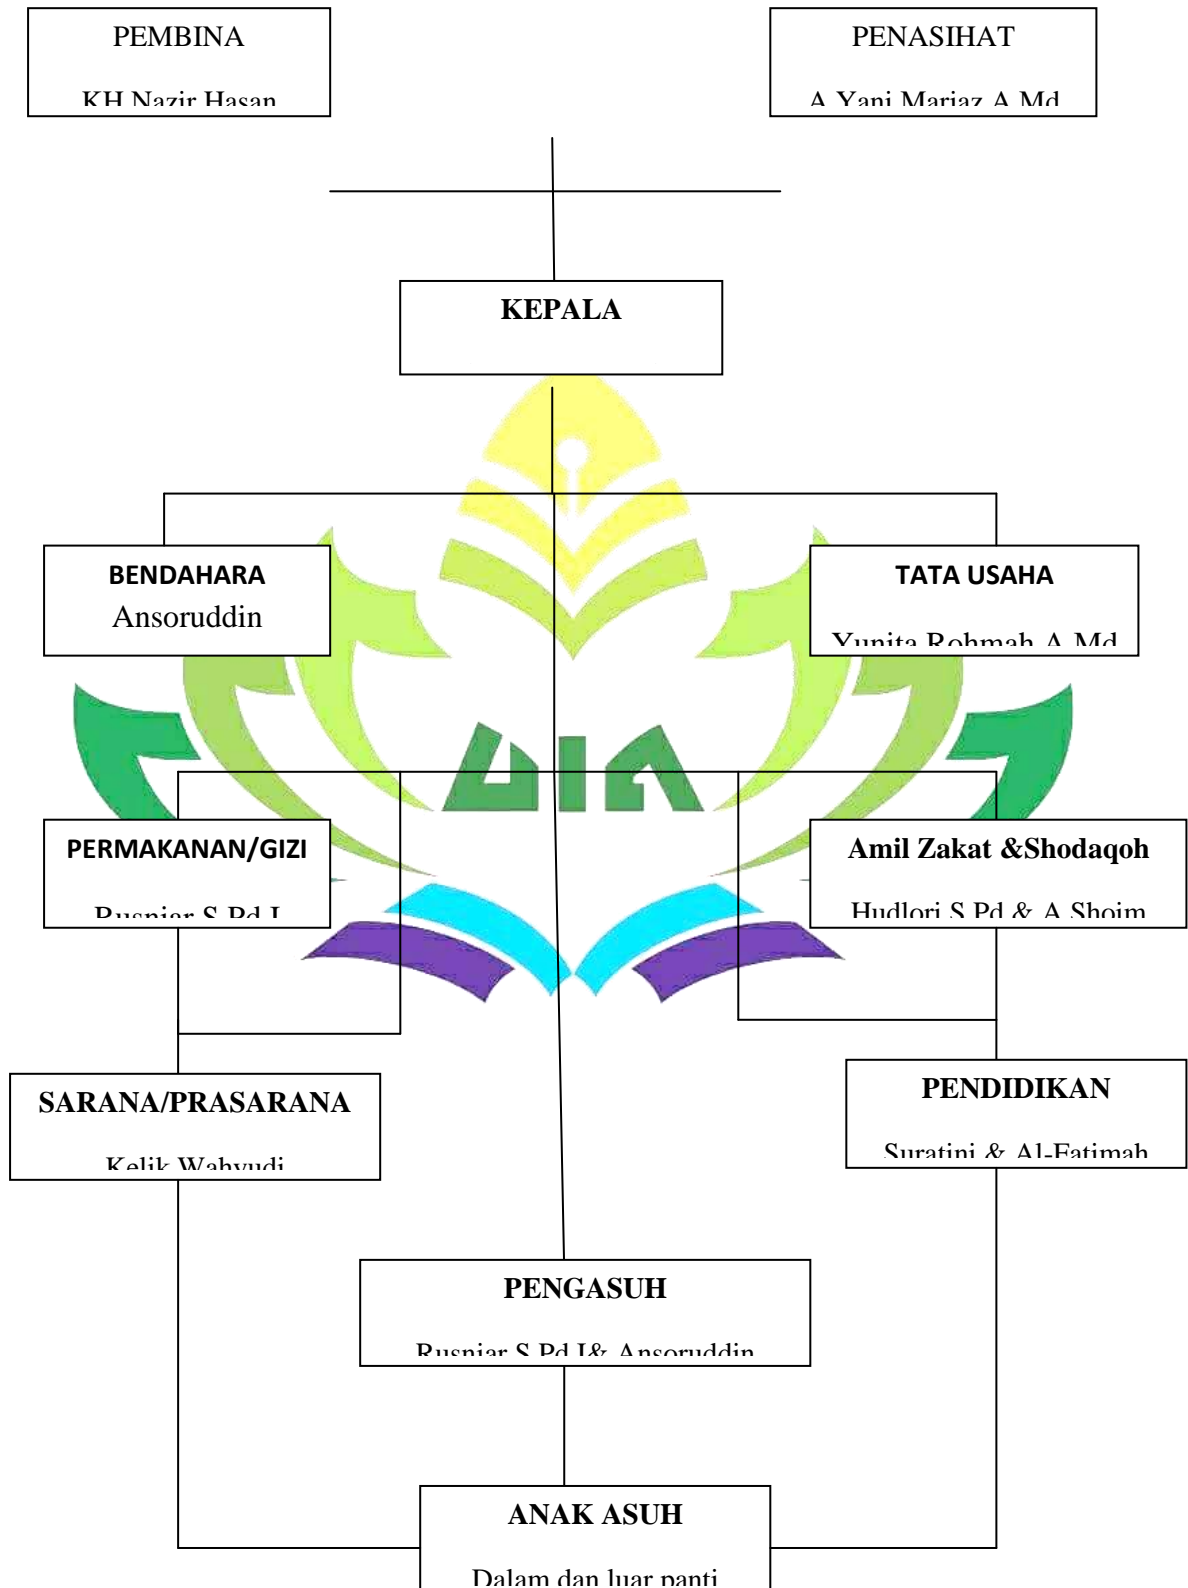 PEMBINA
KH Nazir Hasan
PENASIHAT
A Yani Marjaz A Md
KEPALA
BENDAHARA
Ansoruddin
TATA USAHA
Yunita Rohmah A Md
PERMAKANAN/GIZI
Rusniar S Pd I
Amil Zakat &Shodaqoh
Hudlori S Pd & A Shoim
SARANA/PRASARANA
Kelik Wahyudi
PENDIDIKAN
Suratini & Al-Fatimah
PENGASUH
Rusniar S Pd I& Ansoruddin
ANAK ASUH
Dalam dan luar panti